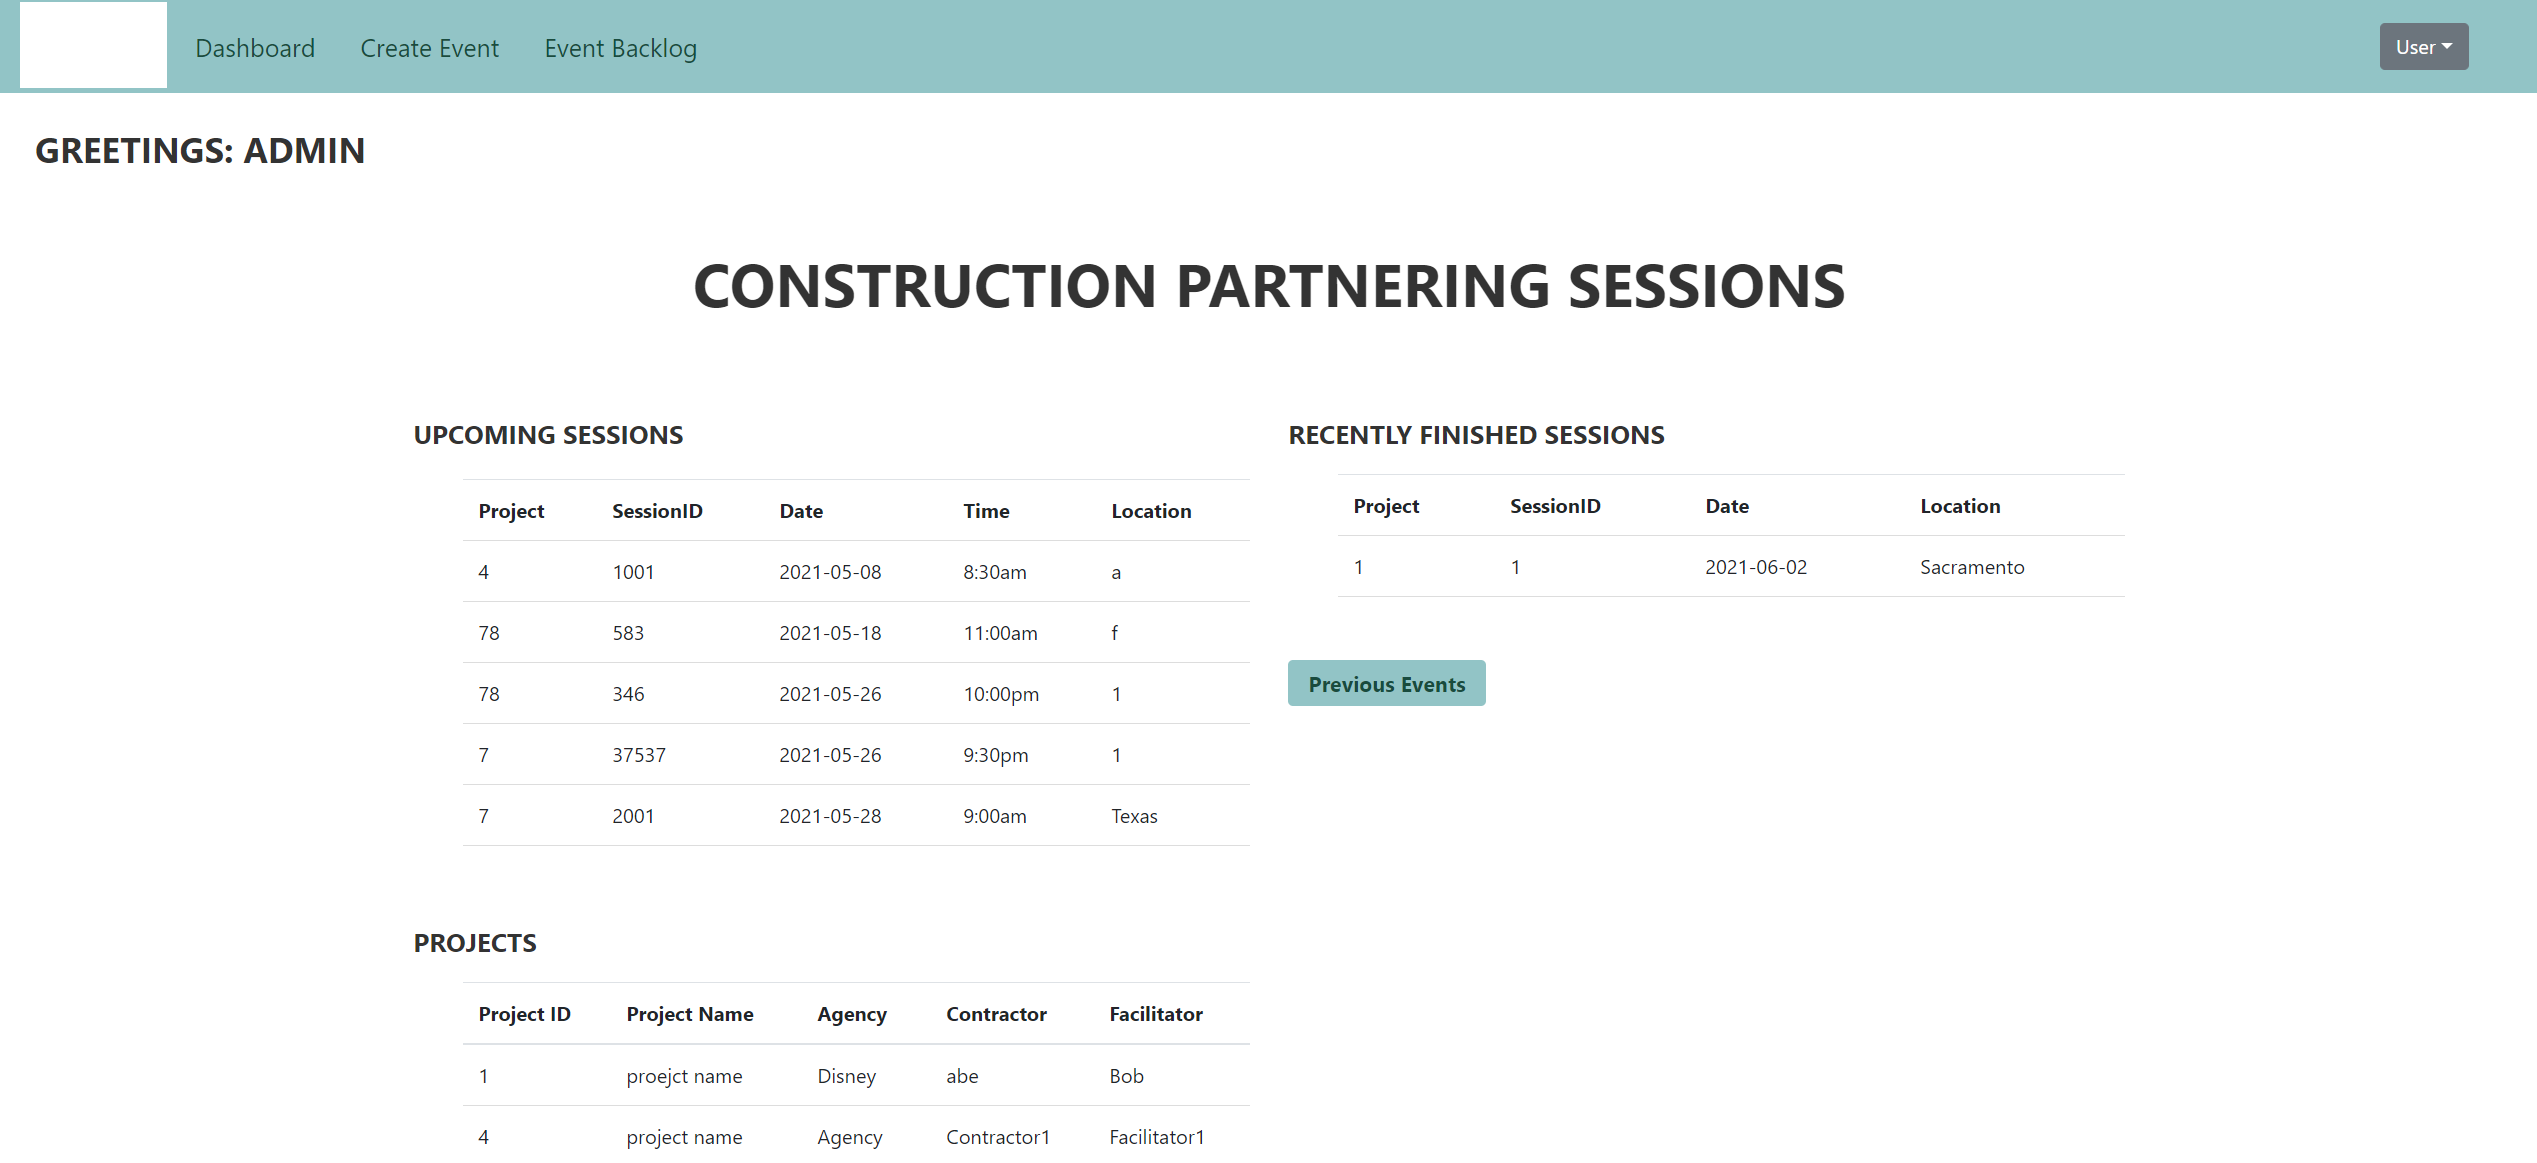 Dashboard Create Event Event Backlog User
GREETINGS: ADMIN
CONSTRUCTION PARTNERING SESSIONS
UPCOMING SESSIONS
Project SessionID Date Time Location
4 1001 2021-05-08 8:30am a
78 583 2021-05-18 11:00am f
78 346 2021-05-26 10:00pm 1
7 37537 2021-05-26 9:30pm 1
7 2001 2021-05-28 9:00am Texas
RECENTLY FINISHED SESSIONS
Project SessionID Date Location
1 1 2021-06-02 Sacramento
Previous Events
PROJECTS
Project ID Project Name Agency Contractor Facilitator
1 proejct name Disney abe Bob
4 project name Agency Contractor1 Facilitator1